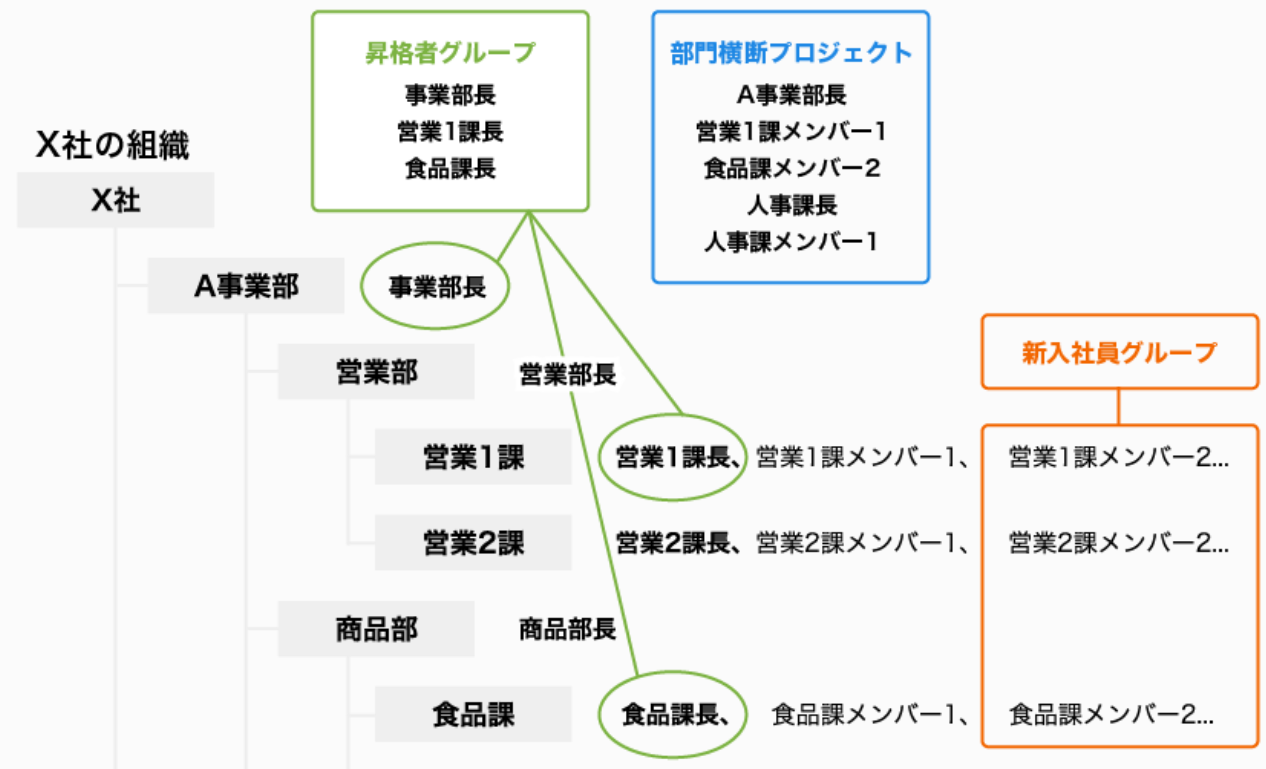 昇格者グループ
事業部長
営業1課長
食品課長
部門横断プロジェクト
A事業部長
営業1課メンバー1
食品課メンバー2
人事課長
人事課メンバー1
X社の組織
X社
A事業部 事業部長
営業部 営業部長
新入社員グループ
営業1課 営業1課長、営業1課メンバー1、 営業1課メンバー2...
営業2課 営業2課長、営業2課メンバー1、 営業2課メンバー2...
商品部 商品部長
食品課 食品課長、 食品課メンバー1、 食品課メンバー2...